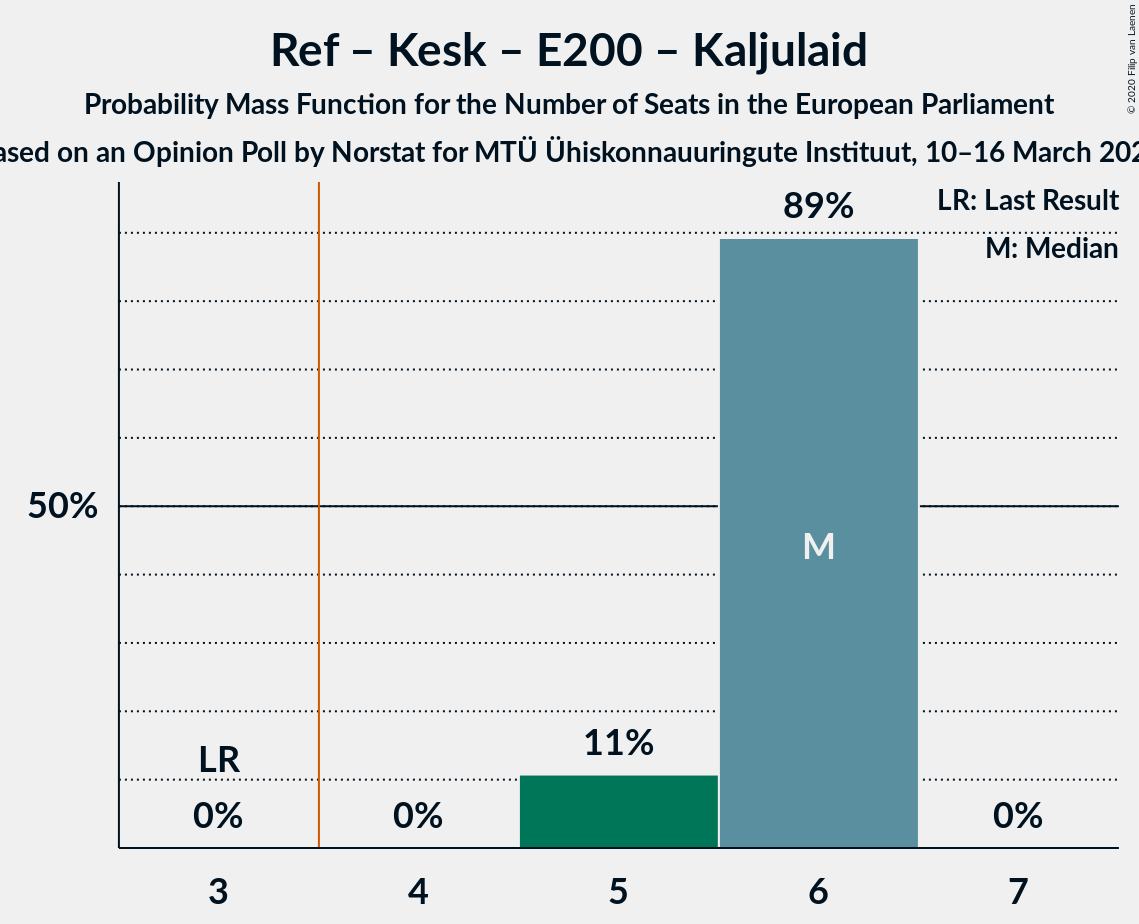 Ref – Kesk – E200 – Kaljulaid
Probability Mass Function for the Number of Seats in the European Parliament
on an Opinion Poll by Norstat for MTÜ Ühiskonnauuringute Instituut, 10–16 March
© 2020 Filip van Laenen
89%
LR: Last Result
M: Median
50%
M
11%
LR
0%
0%
0%
3
4
5
6
7